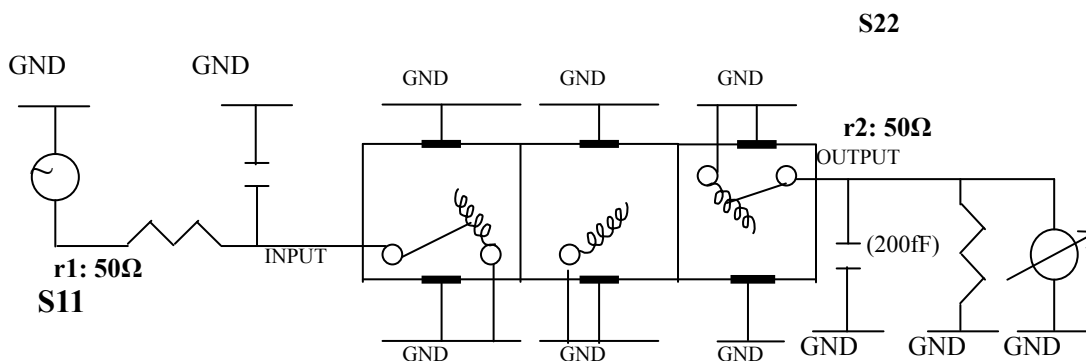 S22
GND
GND
GND
GND
GND
r2: 50Ω
OUTPUT
INPUT
(200fF)
r1: 50Ω
S11
GND
GND
GND
GND
GND
GND